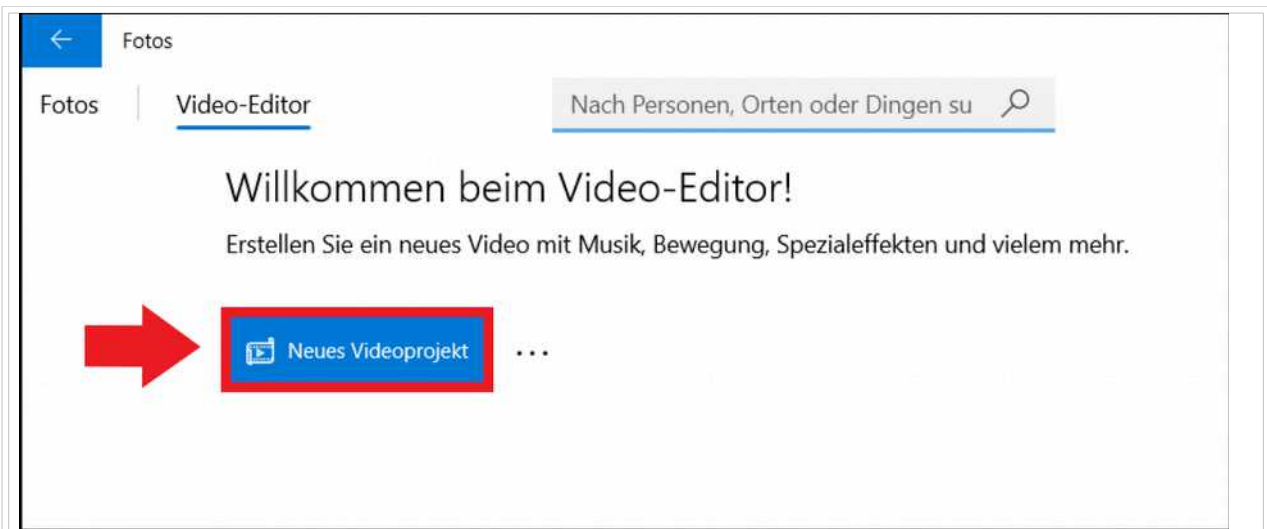 Fotos
Fotos
Video-Editor
Nach Personen, Orten oder Dingen su
Willkommen beim Video-Editor!
Erstellen Sie ein neues Video mit Musik, Bewegung, Spezialeffekten und vielem mehr.
Neues Videoprojekt ...